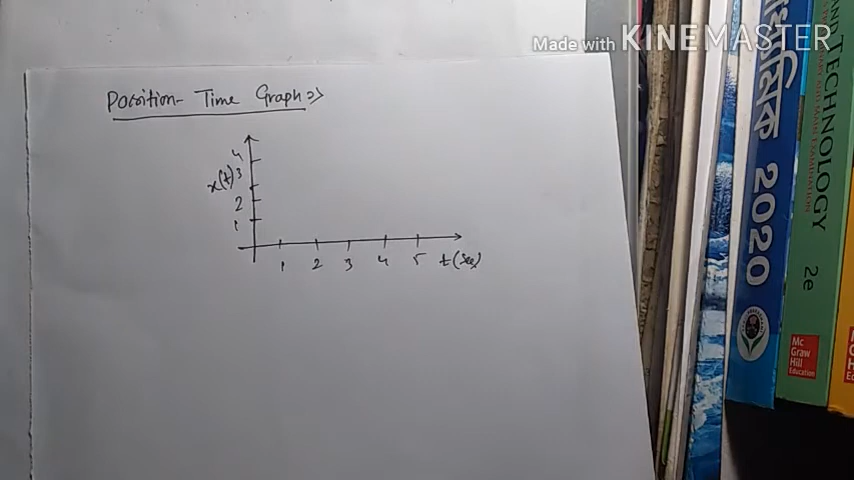 Made with KINEMASTER
Position- Time Graph =>
4
3
x(t)
2
1
1 2 3 4 5 t(sec)
2020
AND TECHNOLOGY
2e
Mc
Graw
Hill
Education